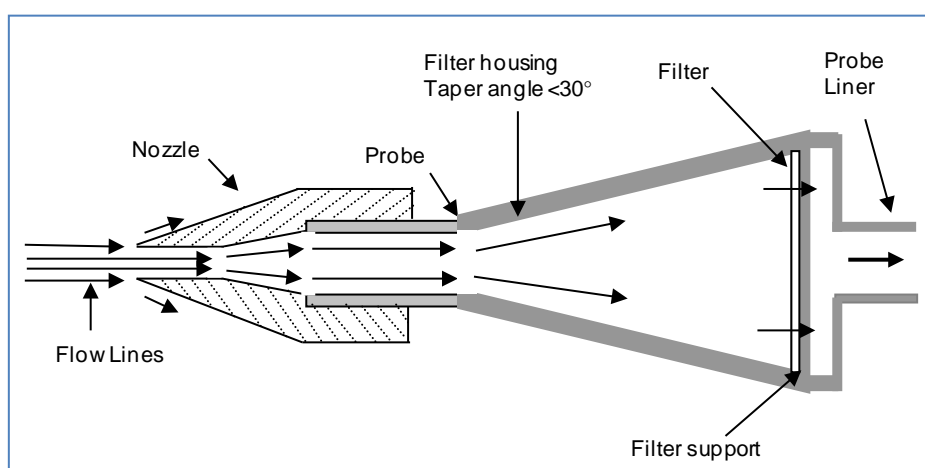 Filter housing
Taper angle <30°
Filter
Probe
Liner
Nozzle
Probe
Flow Lines
Filter support